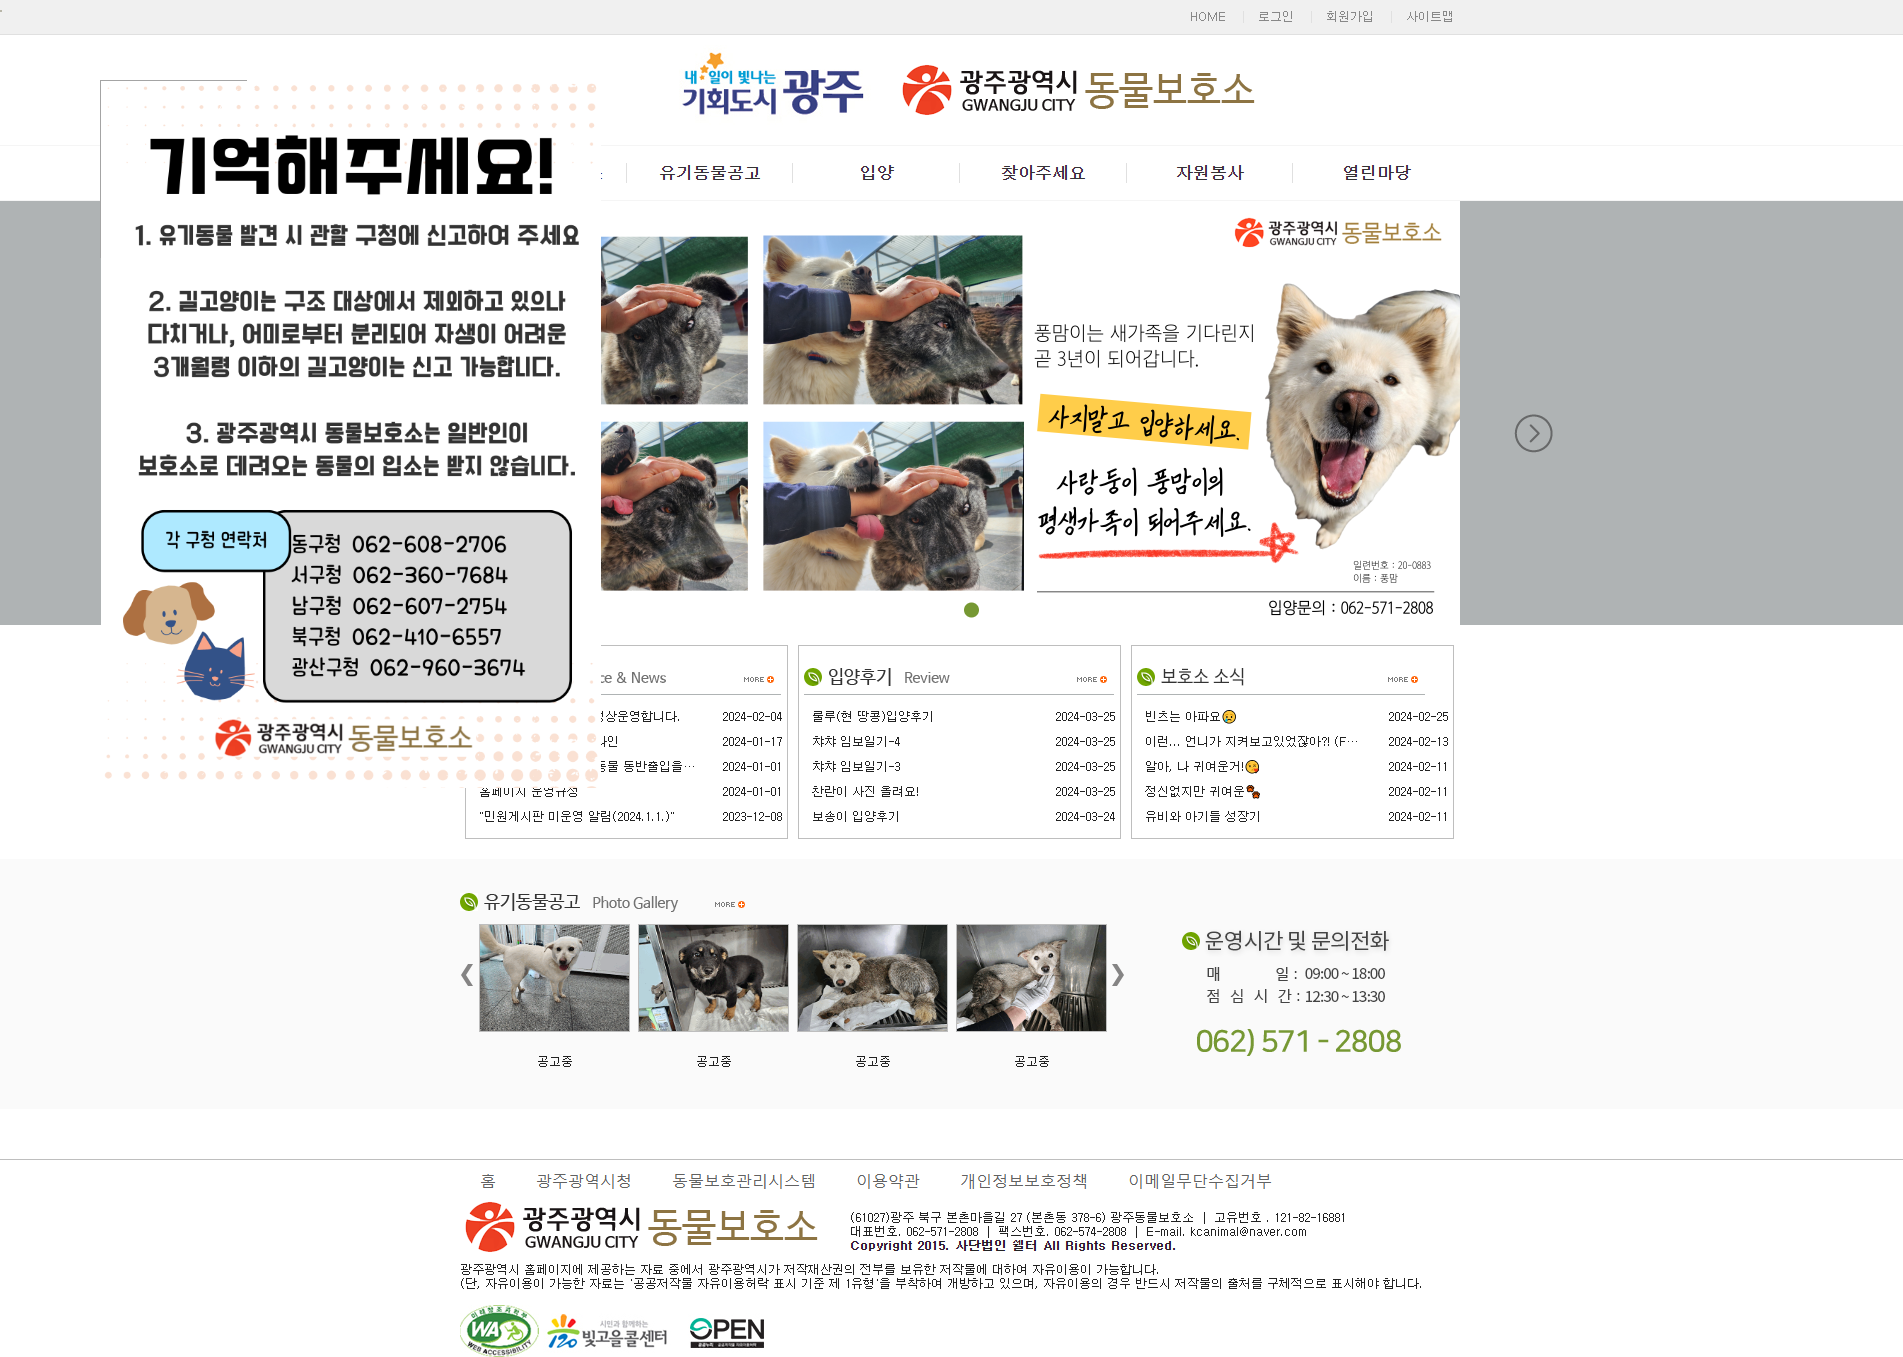 HOME
로그인
회원가입
사이트맵
내☆일이 빛나는
기회도시 광주
광주광역시
GWANGJU CITY
동물보호소
유기동물공고
입양
찾아주세요
자원봉사
열린마당
기억해주세요!
1. 유기동물 발견 시 관할 구청에 신고하여 주세요
2. 길고양이는 구조 대상에서 제외하고 있으나
다치거나, 어미로부터 분리되어 자생이 어려운
3개월령 이하의 길고양이는 신고 가능합니다.
3. 광주광역시 동물보호소는 일반인이
보호소로 데려오는 동물의 입소는 받지 않습니다.
각 구청 연락처
동구청 062-608-2706
서구청 062-360-7684
남구청 062-607-2754
북구청 062-410-6557
광산구청 062-960-3674
광주광역시
GWANGJU CITY
동물보호소
광주광역시
GWANGJU CITY
동물보호소
풍맘이는 새가족을 기다린지
곧 3년이 되어갑니다.
사지말고 입양하세요.
사랑둥이 풍맘이의
평생가족이 되어주세요.
일련번호 : 20-0883
이름 : 풍맘
입양문의 : 062-571-2808
& News
MORE
상운영합니다. 2024-02-04
2024-01-17
동물 동반출입을… 2024-01-01
홈페이지 운영규정 2024-01-01
"민원게시판 미운영 알림(2024.1.1.)" 2023-12-08
입양후기 Review
MORE
룰루(현 땅콩)입양후기 2024-03-25
챠챠 임보일기-4 2024-03-25
챠챠 임보일기-3 2024-03-25
찬란이 사진 올려요! 2024-03-25
보송이 입양후기 2024-03-24
보호소 소식
MORE
빈츠는 아파요😥 2024-02-25
이런... 언니가 지켜보고있었잖아?! (F… 2024-02-13
알아, 나 귀여운거!😘 2024-02-11
정신없지만 귀여운🐾 2024-02-11
유비와 아기들 성장기 2024-02-11
유기동물공고 Photo Gallery
MORE
공고중
공고중
공고중
공고중
운영시간 및 문의전화
매 일 : 09:00 ~ 18:00
점 심 시 간 : 12:30 ~ 13:30
062) 571 - 2808
홈
광주광역시청
동물보호관리시스템
이용약관
개인정보보호정책
이메일무단수집거부
광주광역시
GWANGJU CITY
동물보호소
(61027)광주 북구 본촌마을길 27 (본촌동 378-6) 광주동물보호소 | 고유번호 . 121-82-16881
대표번호. 062-571-2808 | 팩스번호. 062-574-2808 | E-mail. kcanimal@naver.com
Copyright 2015. 사단법인 쉘터 All Rights Reserved.
광주광역시 홈페이지에 제공하는 자료 중에서 광주광역시가 저작재산권의 전부를 보유한 저작물에 대하여 자유이용이 가능합니다.
(단, 자유이용이 가능한 자료는 '공공저작물 자유이용허락 표시 기준 제 1유형'을 부착하여 개방하고 있으며, 자유이용의 경우 반드시 저작물의 출처를 구체적으로 표시해야 합니다.
미래창조과학부
WA
WEB ACCESSIBILITY
시민과 함께하는
120 빛고을콜센터
OPEN